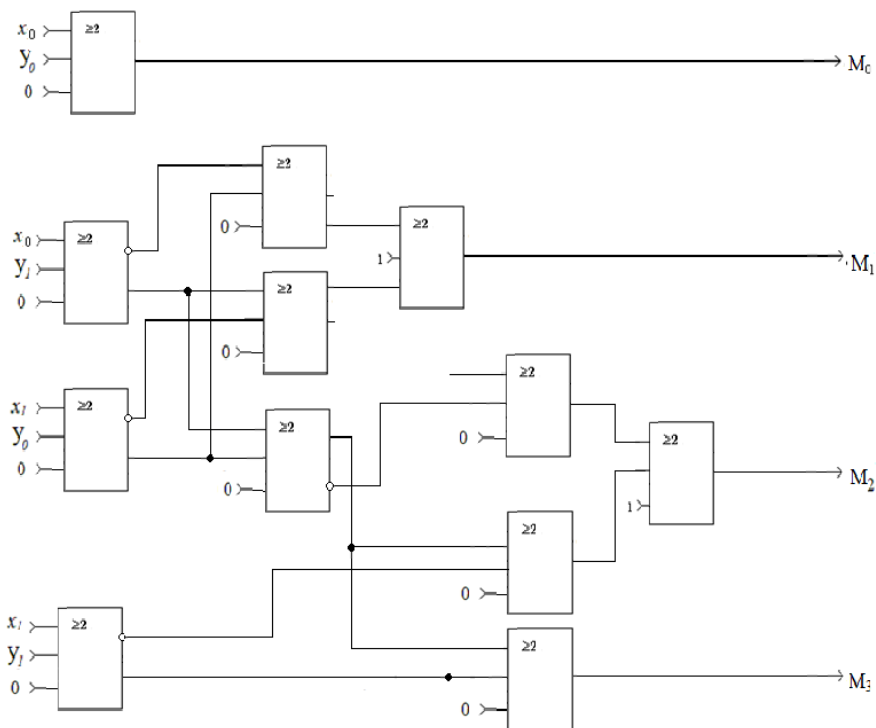 x₀ ≥2
y₀ M₀
0
≥2
x₀ ≥2 0 ≥2
y₁ 1 M₁
0 ≥2
0
≥2
x₁ ≥2
y₀ ≥2 0 ≥2
0 0 M₂
1
≥2
0
x₁ ≥2
y₁ ≥2
0 M₃
0